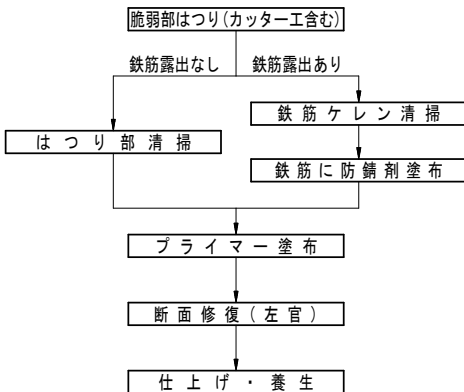 脆弱部はつり(カッター工含む)
鉄筋露出なし
鉄筋露出あり
鉄筋ケレン清掃
はつり部清掃
鉄筋に防錆剤塗布
プライマー塗布
断面修復(左官)
仕上げ・養生